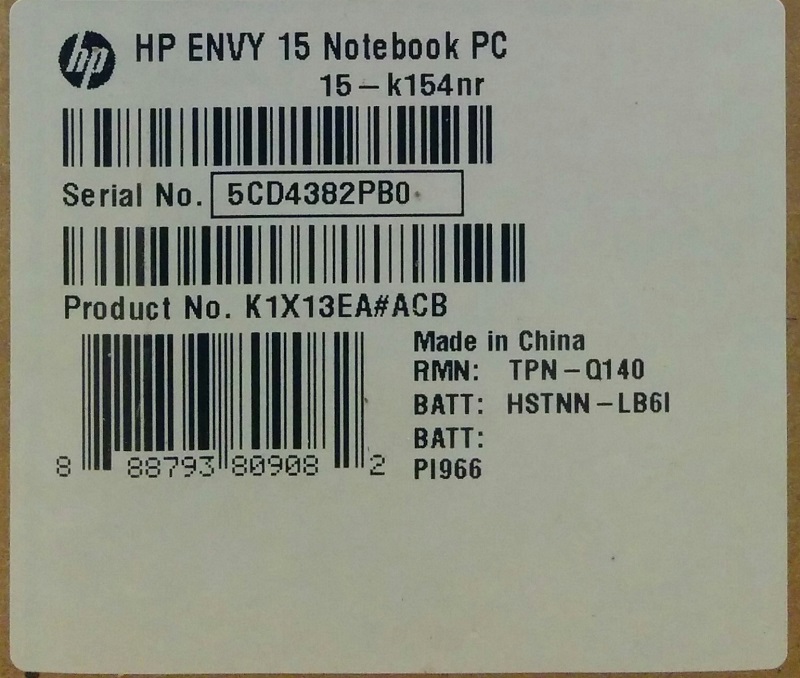 hp HP ENVY 15 Notebook PC
15-k154nr
Serial No. 5CD4382PB0
Product No. K1X13EA#ACB
Made in China
RMN: TPN-Q140
BATT: HSTNN-LB6I
BATT:
PI966
8 88793 80908 2